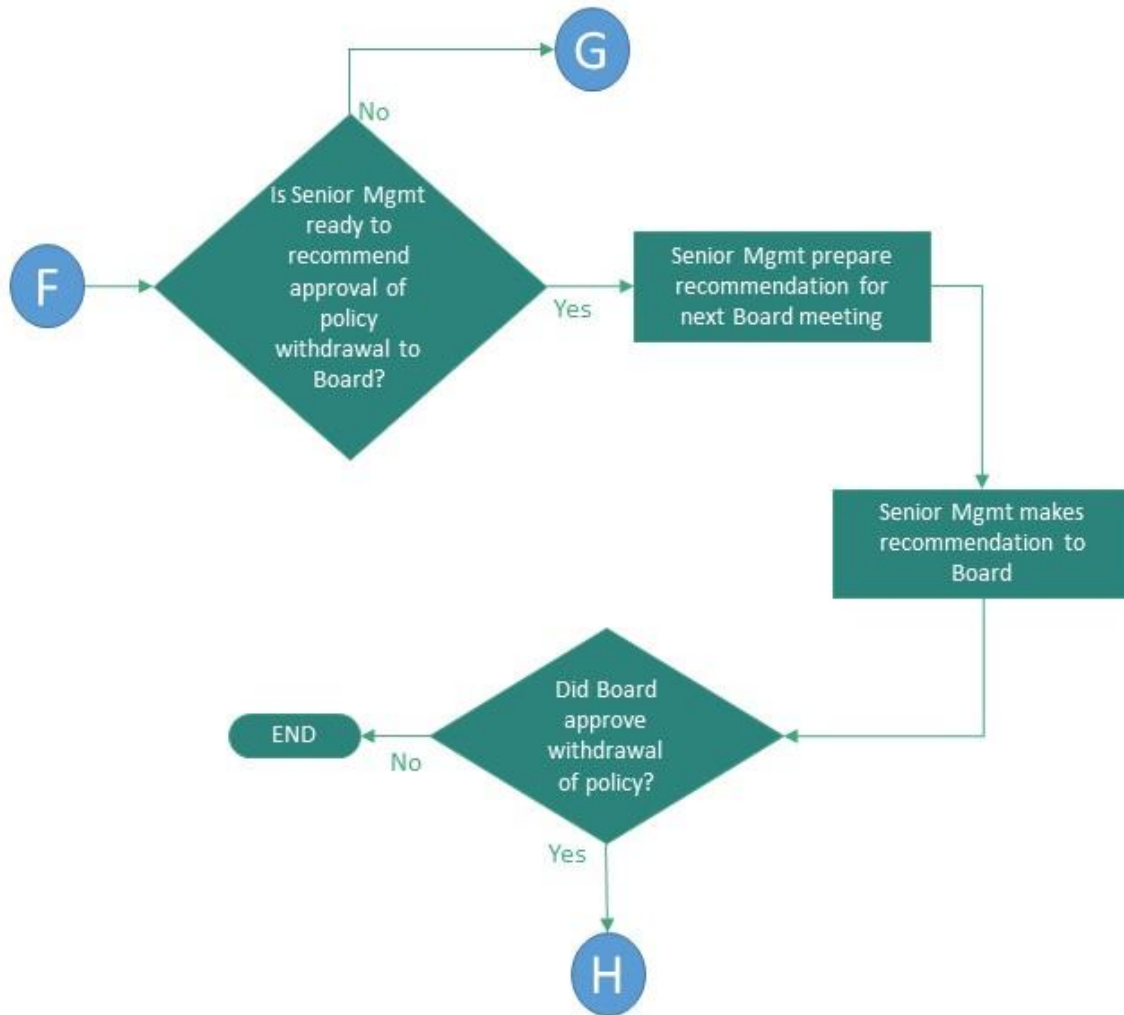 G
No
Is Senior Mgmt
ready to
recommend
approval of
policy
withdrawal to
Board?
F
Yes
Senior Mgmt prepare
recommendation for
next Board meeting
Senior Mgmt makes
recommendation to
Board
Did Board
approve
withdrawal
of policy?
END
No
Yes
H